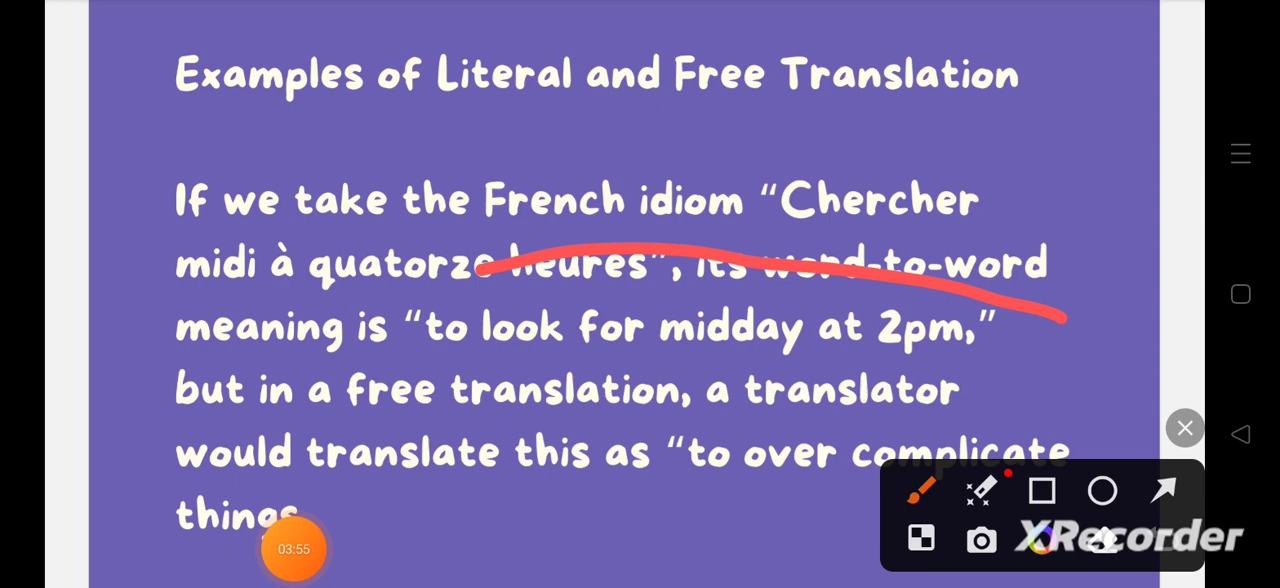 Examples of Literal and Free Translation
If we take the French idiom “Chercher
midi à quatorze heures”, its word-to-word
meaning is “to look for midday at 2pm,”
but in a free translation, a translator
would translate this as “to over complicate
things
03:55
XRecorder